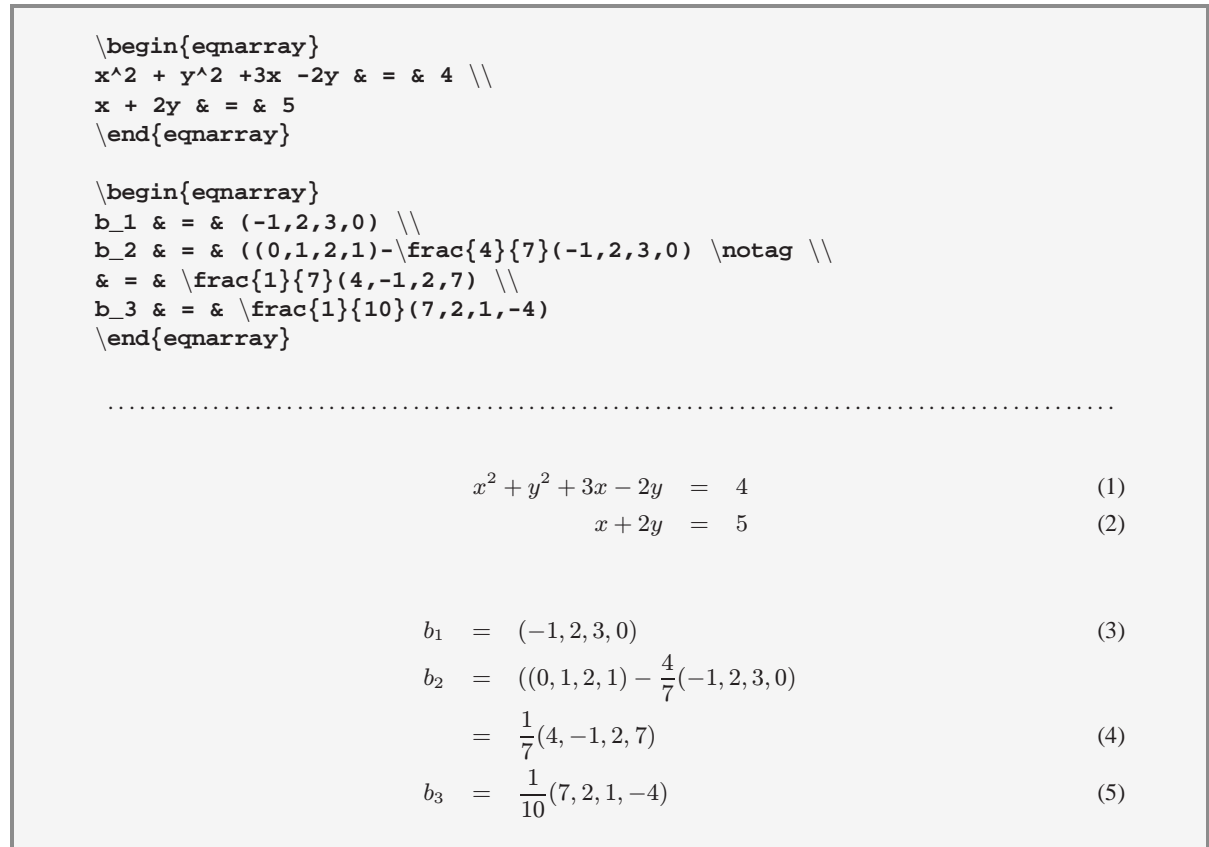 \begin{eqnarray}
x^2 + y^2 +3x -2y & = & 4 \\
x + 2y & = & 5
\end{eqnarray}
\begin{eqnarray}
b_1 & = & (-1,2,3,0) \\
b_2 & = & ((0,1,2,1)-\frac{4}{7}(-1,2,3,0) \notag \\
& = & \frac{1}{7}(4,-1,2,7) \\
b_3 & = & \frac{1}{10}(7,2,1,-4)
\end{eqnarray}
x² + y² + 3x − 2y = 4 (1)
x + 2y = 5 (2)
b₁ = (−1, 2, 3, 0) (3)
b₂ = ((0, 1, 2, 1) − 4/7(−1, 2, 3, 0)
= 1/7(4, −1, 2, 7) (4)
b₃ = 1/10(7, 2, 1, −4) (5)